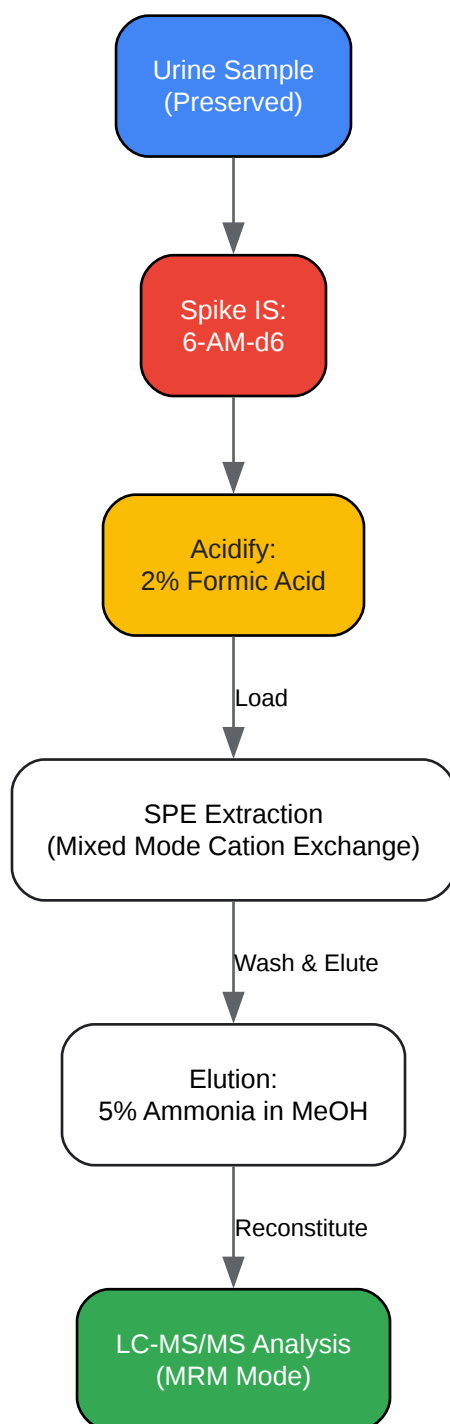 Urine Sample
(Preserved)
Spike IS:
6-AM-d6
Acidify:
2% Formic Acid
Load
SPE Extraction
(Mixed Mode Cation Exchange)
Wash & Elute
Elution:
5% Ammonia in MeOH
Reconstitute
LC-MS/MS Analysis
(MRM Mode)